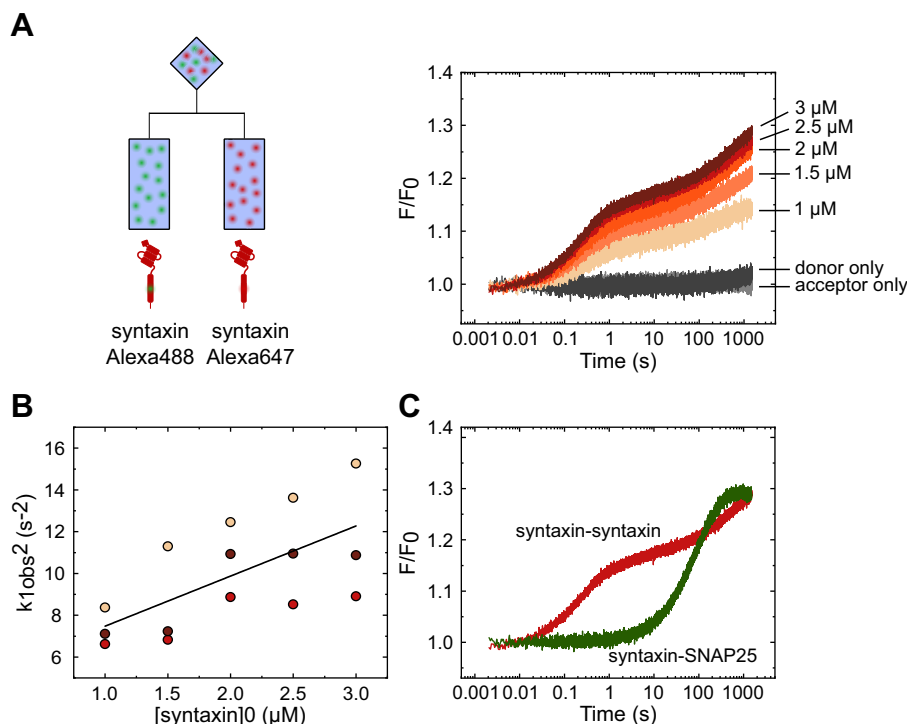 A
syntaxin
Alexa488
syntaxin
Alexa647
F/F0
1.4
1.3
1.2
1.1
1.0
0.001 0.01 0.1 1 10 100 1000
Time (s)
3 µM
2.5 µM
2 µM
1.5 µM
1 µM
donor only
acceptor only
B
k1obs² (s⁻²)
16
14
12
10
8
6
1.0 1.5 2.0 2.5 3.0
[syntaxin]0 (µM)
C
F/F0
1.4
1.3
1.2
1.1
1.0
syntaxin-syntaxin
syntaxin-SNAP25
0.001 0.01 0.1 1 10 100 1000
Time (s)